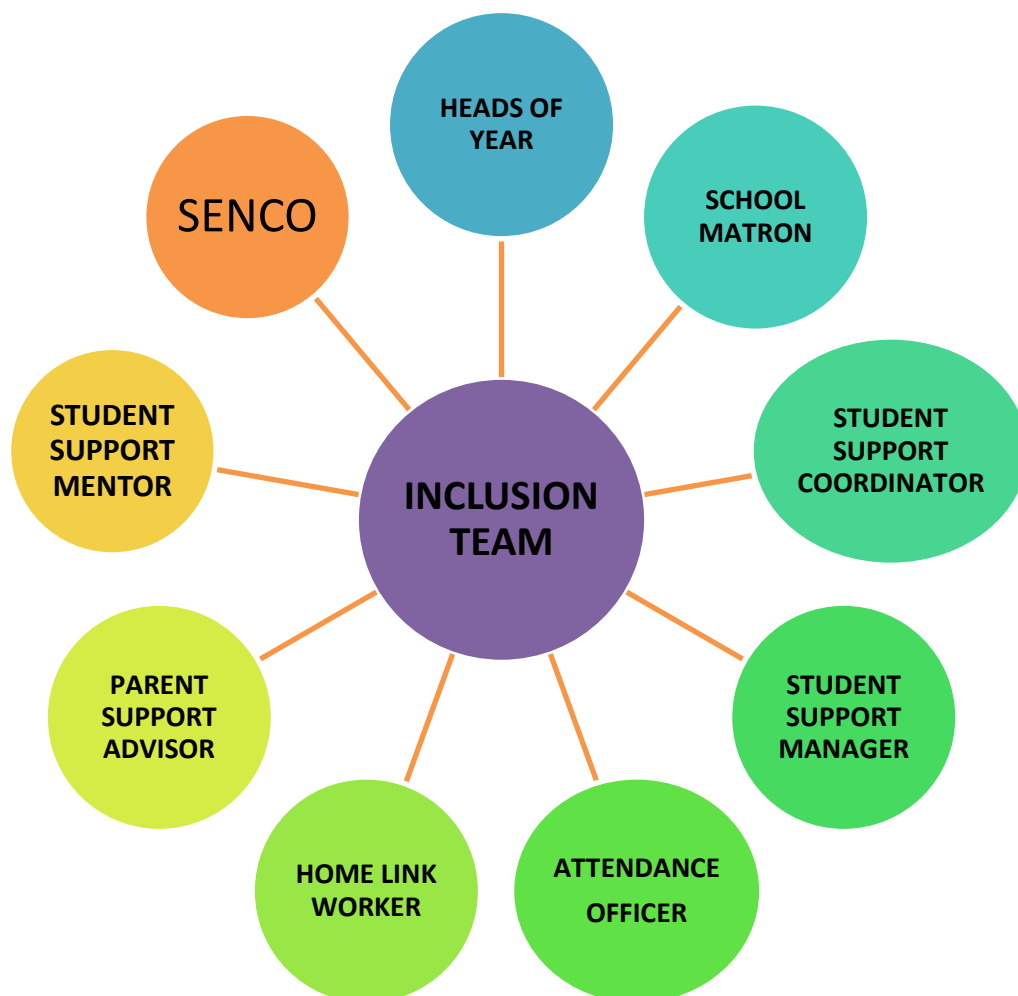 HEADS OF
YEAR
SCHOOL
MATRON
STUDENT
SUPPORT
COORDINATOR
STUDENT
SUPPORT
MANAGER
ATTENDANCE
OFFICER
HOME LINK
WORKER
PARENT
SUPPORT
ADVISOR
STUDENT
SUPPORT
MENTOR
SENCO
INCLUSION
TEAM